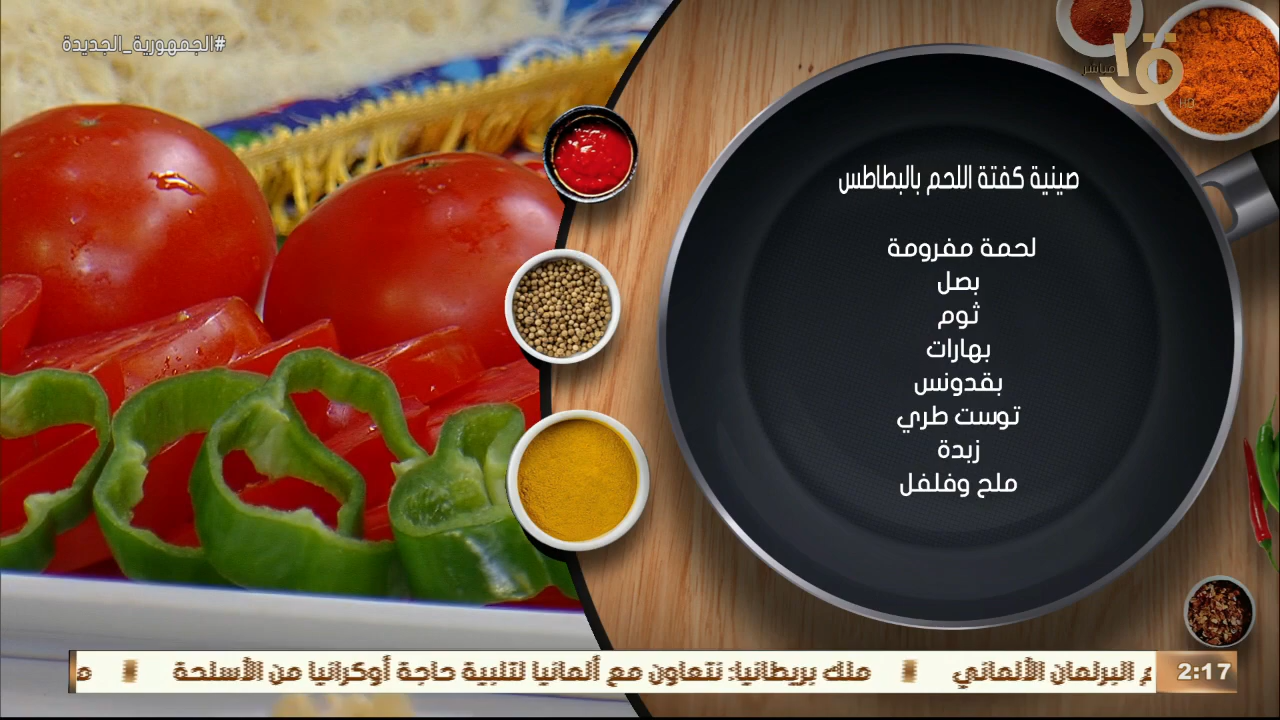 #الجمهورية_الجديدة
مباشر
صينية كفتة اللحم بالبطاطس
لحمة مفرومة
بصل
ثوم
بهارات
بقدونس
توست طري
زبدة
ملح وفلفل
2:17
البرلمان الألماني
ملك بريطانيا: نتعاون مع ألمانيا لتلبية حاجة أوكرانيا من الأسلحة